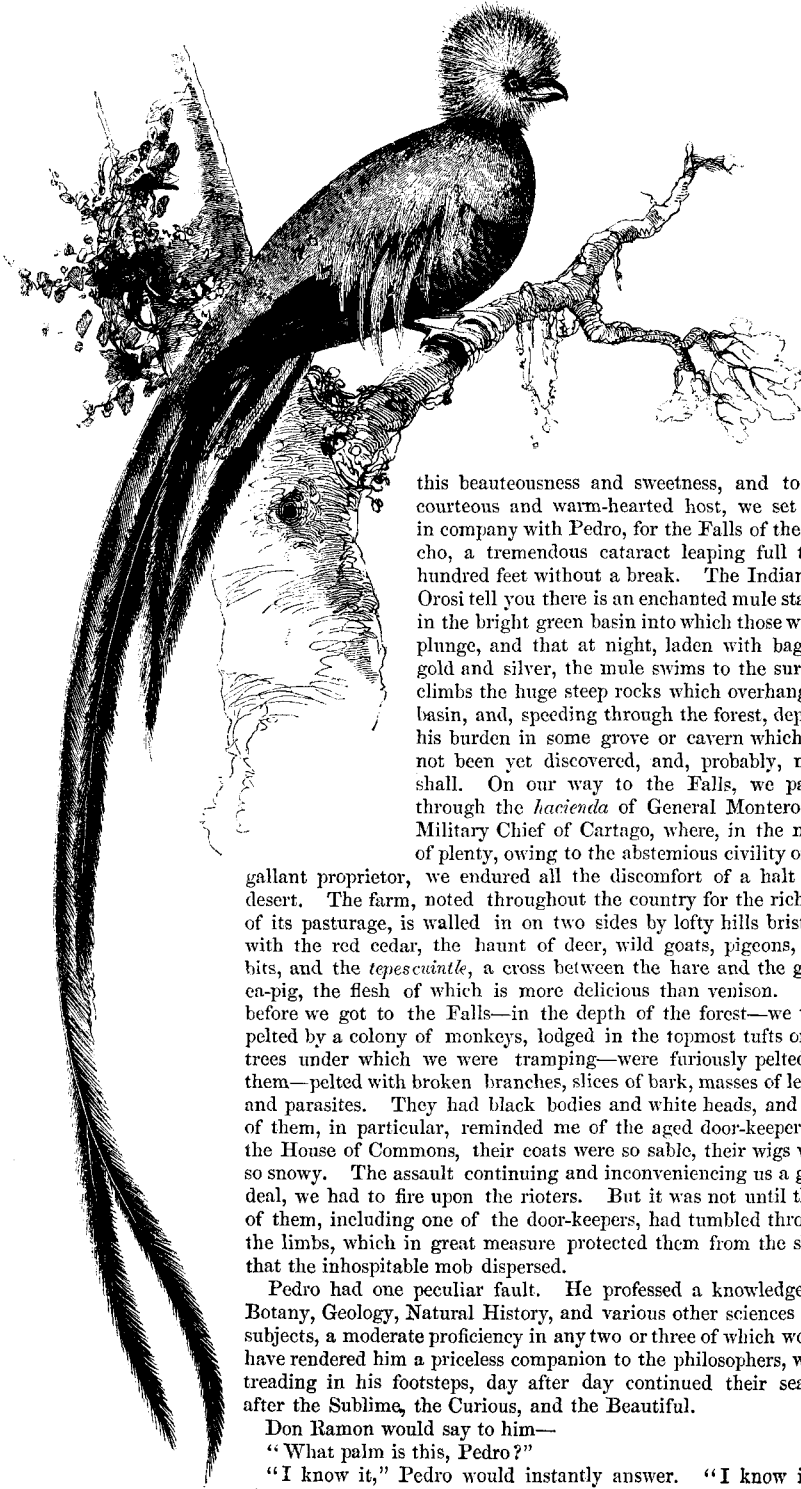 this beauteousness and sweetness, and to
courteous and warm-hearted host, we set
in company with Pedro, for the Falls of the
cho, a tremendous cataract leaping full t
hundred feet without a break. The Indian
Orosi tell you there is an enchanted mule sta
in the bright green basin into which those w
plunge, and that at night, laden with bag
gold and silver, the mule swims to the sur
climbs the huge steep rocks which overhang
basin, and, speeding through the forest, dep
his burden in some grove or cavern which
not been yet discovered, and, probably, n
shall. On our way to the Falls, we pa
through the hacienda of General Montero
Military Chief of Cartago, where, in the m
of plenty, owing to the abstemious civility o
gallant proprietor, we endured all the discomfort of a halt
desert. The farm, noted throughout the country for the rich
of its pasturage, is walled in on two sides by lofty hills brist
with the red cedar, the haunt of deer, wild goats, pigeons,
bits, and the tepescuintle, a cross between the hare and the g
ea-pig, the flesh of which is more delicious than venison.
before we got to the Falls—in the depth of the forest—we
pelted by a colony of monkeys, lodged in the topmost tufts o
trees under which we were tramping—were furiously pelted
them—pelted with broken branches, slices of bark, masses of le
and parasites. They had black bodies and white heads, and
of them, in particular, reminded me of the aged door-keeper
the House of Commons, their coats were so sable, their wigs
so snowy. The assault continuing and inconveniencing us a g
deal, we had to fire upon the rioters. But it was not until t
of them, including one of the door-keepers, had tumbled thro
the limbs, which in great measure protected them from the s
that the inhospitable mob dispersed.
Pedro had one peculiar fault. He professed a knowledge
Botany, Geology, Natural History, and various other sciences
subjects, a moderate proficiency in any two or three of which wo
have rendered him a priceless companion to the philosophers, w
treading in his footsteps, day after day continued their sea
after the Sublime, the Curious, and the Beautiful.
Don Ramon would say to him—
“What palm is this, Pedro?”
“I know it,” Pedro would instantly answer. “I know i